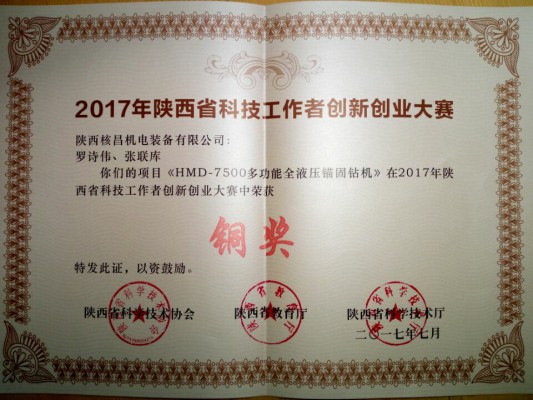 2017年陕西省科技工作者创新创业大赛
陕西核昌机电装备有限公司：
罗诗伟、张联库
你们的项目《HMD-7500多功能全液压锚固钻机》在2017年陕
西省科技工作者创新创业大赛中荣获
铜奖
特发此证，以资鼓励。
陕西省科学技术协会 陕西省教育厅 陕西省科学技术厅
二〇一七年七月